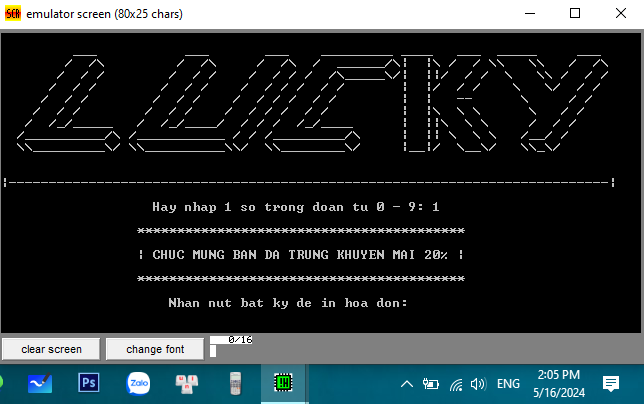 emulator screen (80x25 chars)
LUCKY
Hay nhap 1 so trong doan tu 0 - 9: 1
*****************************************
¦ CHUC MUNG BAN DA TRUNG KHUYEN MAI 20% ¦
*****************************************
Nhan nut bat ky de in hoa don:
clear screen
change font
0/16
Ps
Zalo
ENG
2:05 PM
5/16/2024